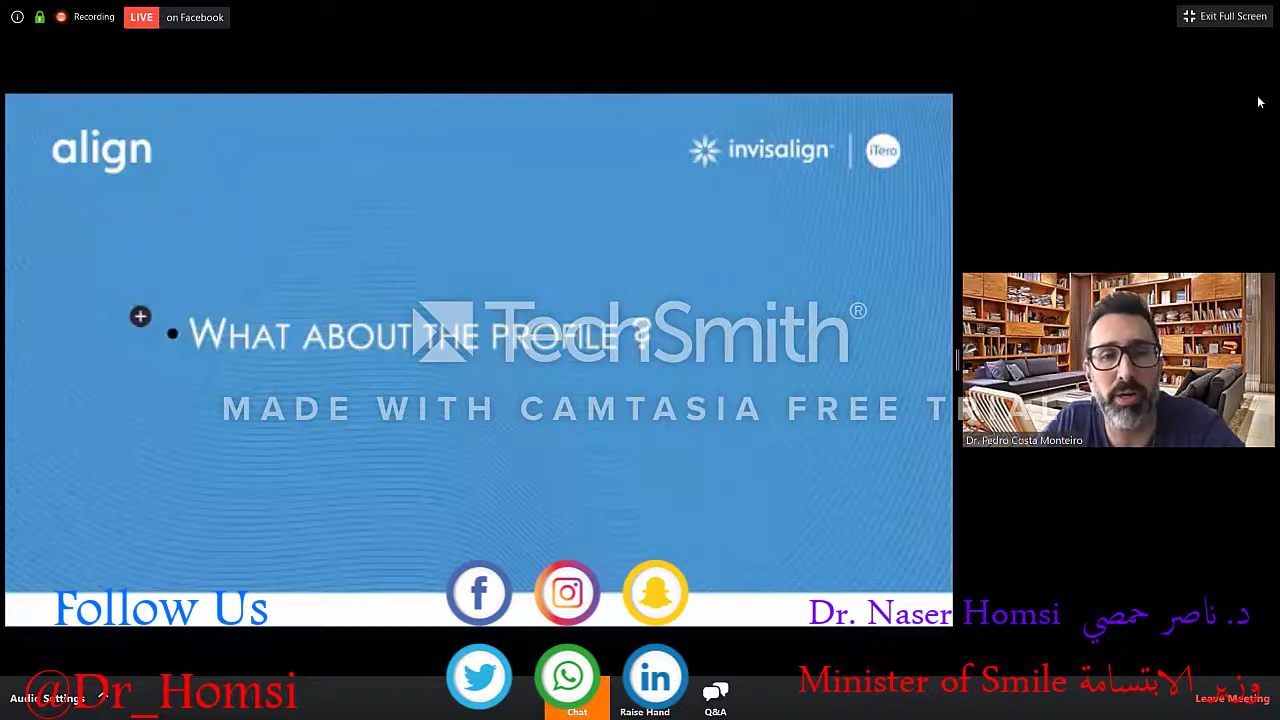 Recording
LIVE on Facebook
Exit Full Screen
align
invisalign | iTero
• WHAT ABOUT THE PROFILE ?
TechSmith®
MADE WITH CAMTASIA FREE TRIAL
Dr. Pedro Costa Monteiro
Follow Us
Dr. Naser Homsi د. ناصر حمصي
@Dr_Homsi
Minister of Smile وزير الابتسامة
Audio Settings
Chat
Raise Hand
Q&A
Leave Meeting